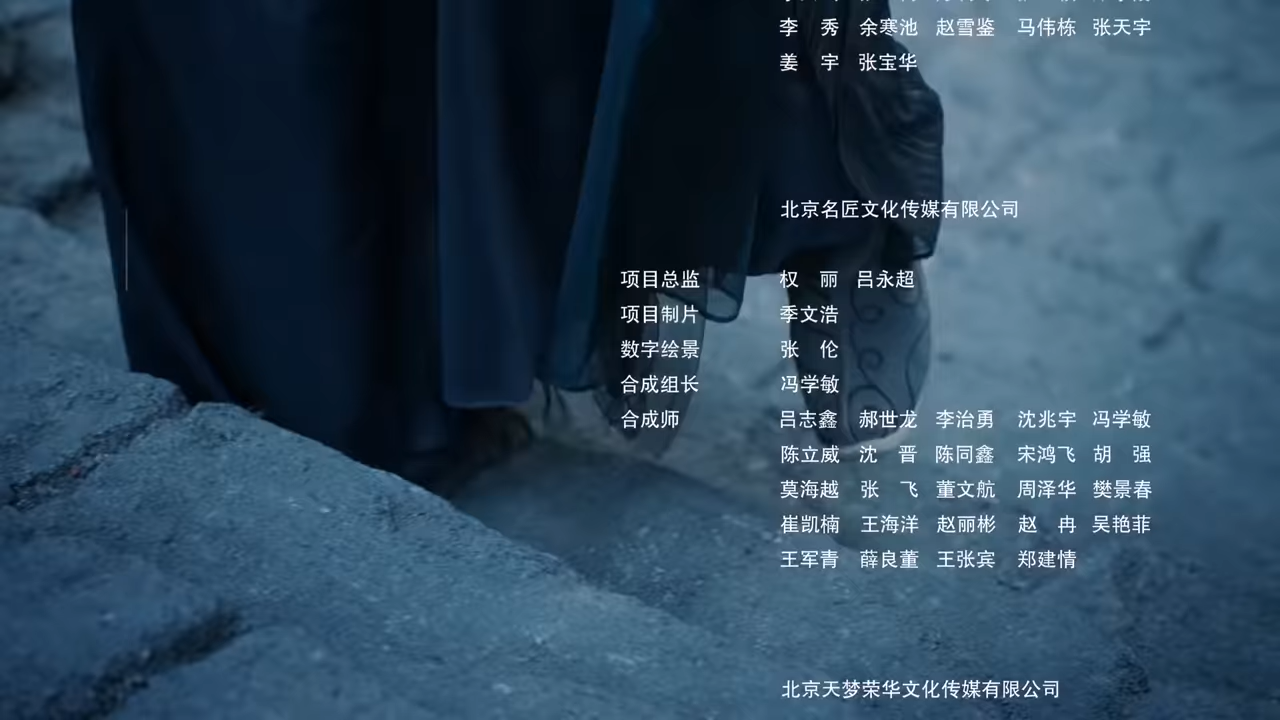 李 秀 余寒池 赵雪鉴 马伟栋 张天宇
姜 宇 张宝华
北京名匠文化传媒有限公司
项目总监 权 丽 吕永超
项目制片 季文浩
数字绘景 张 伦
合成组长 冯学敏
合成师 吕志鑫 郝世龙 李治勇 沈兆宇 冯学敏
陈立威 沈 晋 陈同鑫 宋鸿飞 胡 强
莫海越 张 飞 董文航 周泽华 樊景春
崔凯楠 王海洋 赵丽彬 赵 冉 吴艳菲
王军青 薛良董 王张宾 郑建情
北京天梦荣华文化传媒有限公司